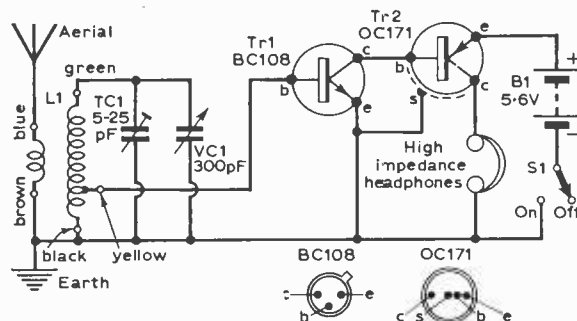 Aerial
green
blue
brown
L1
TC1
5-25
pF
VC1
300pF
black
yellow
Earth
Tr1
BC108
b
c
e
Tr2
OC171
b
e
c
s
High
impedance
headphones
B1
5·6V
+
−
S1
On
Off
BC108
c
b
e
OC171
c
s
b
e